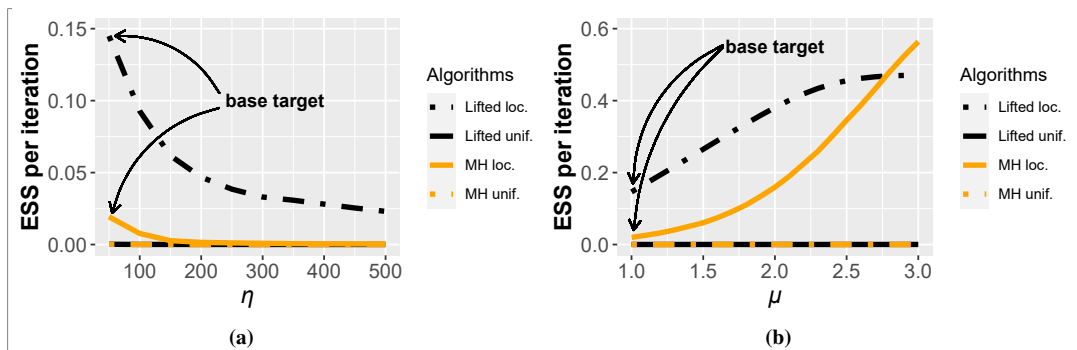 ESS per iteration
0.15
0.10
0.05
0.00
base target
100
200
300
400
500
η
Algorithms
Lifted loc.
Lifted unif.
MH loc.
MH unif.
(a)
ESS per iteration
0.6
0.4
0.2
0.0
base target
1.0
1.5
2.0
2.5
3.0
μ
Algorithms
Lifted loc.
Lifted unif.
MH loc.
MH unif.
(b)